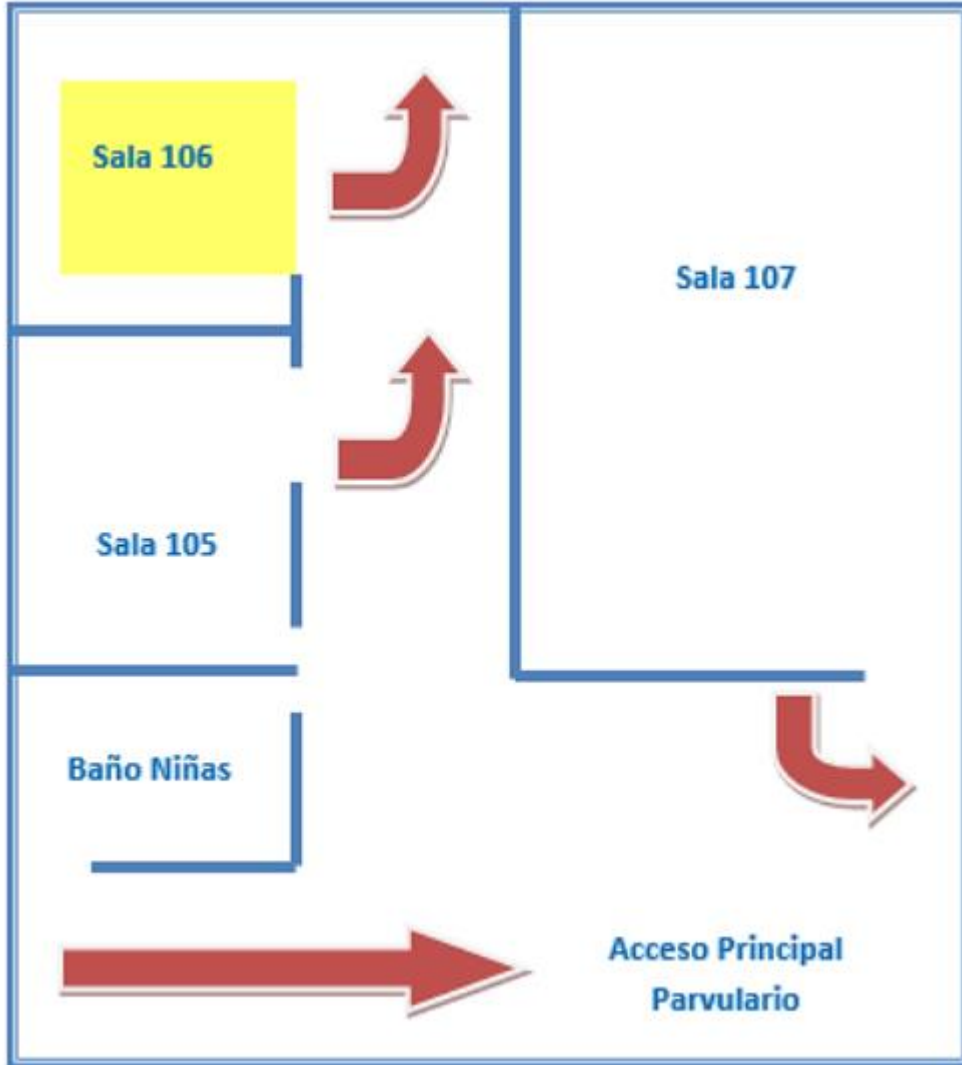 Sala 106
Sala 107
Sala 105
Baño Niñas
Acceso Principal
Parvulario